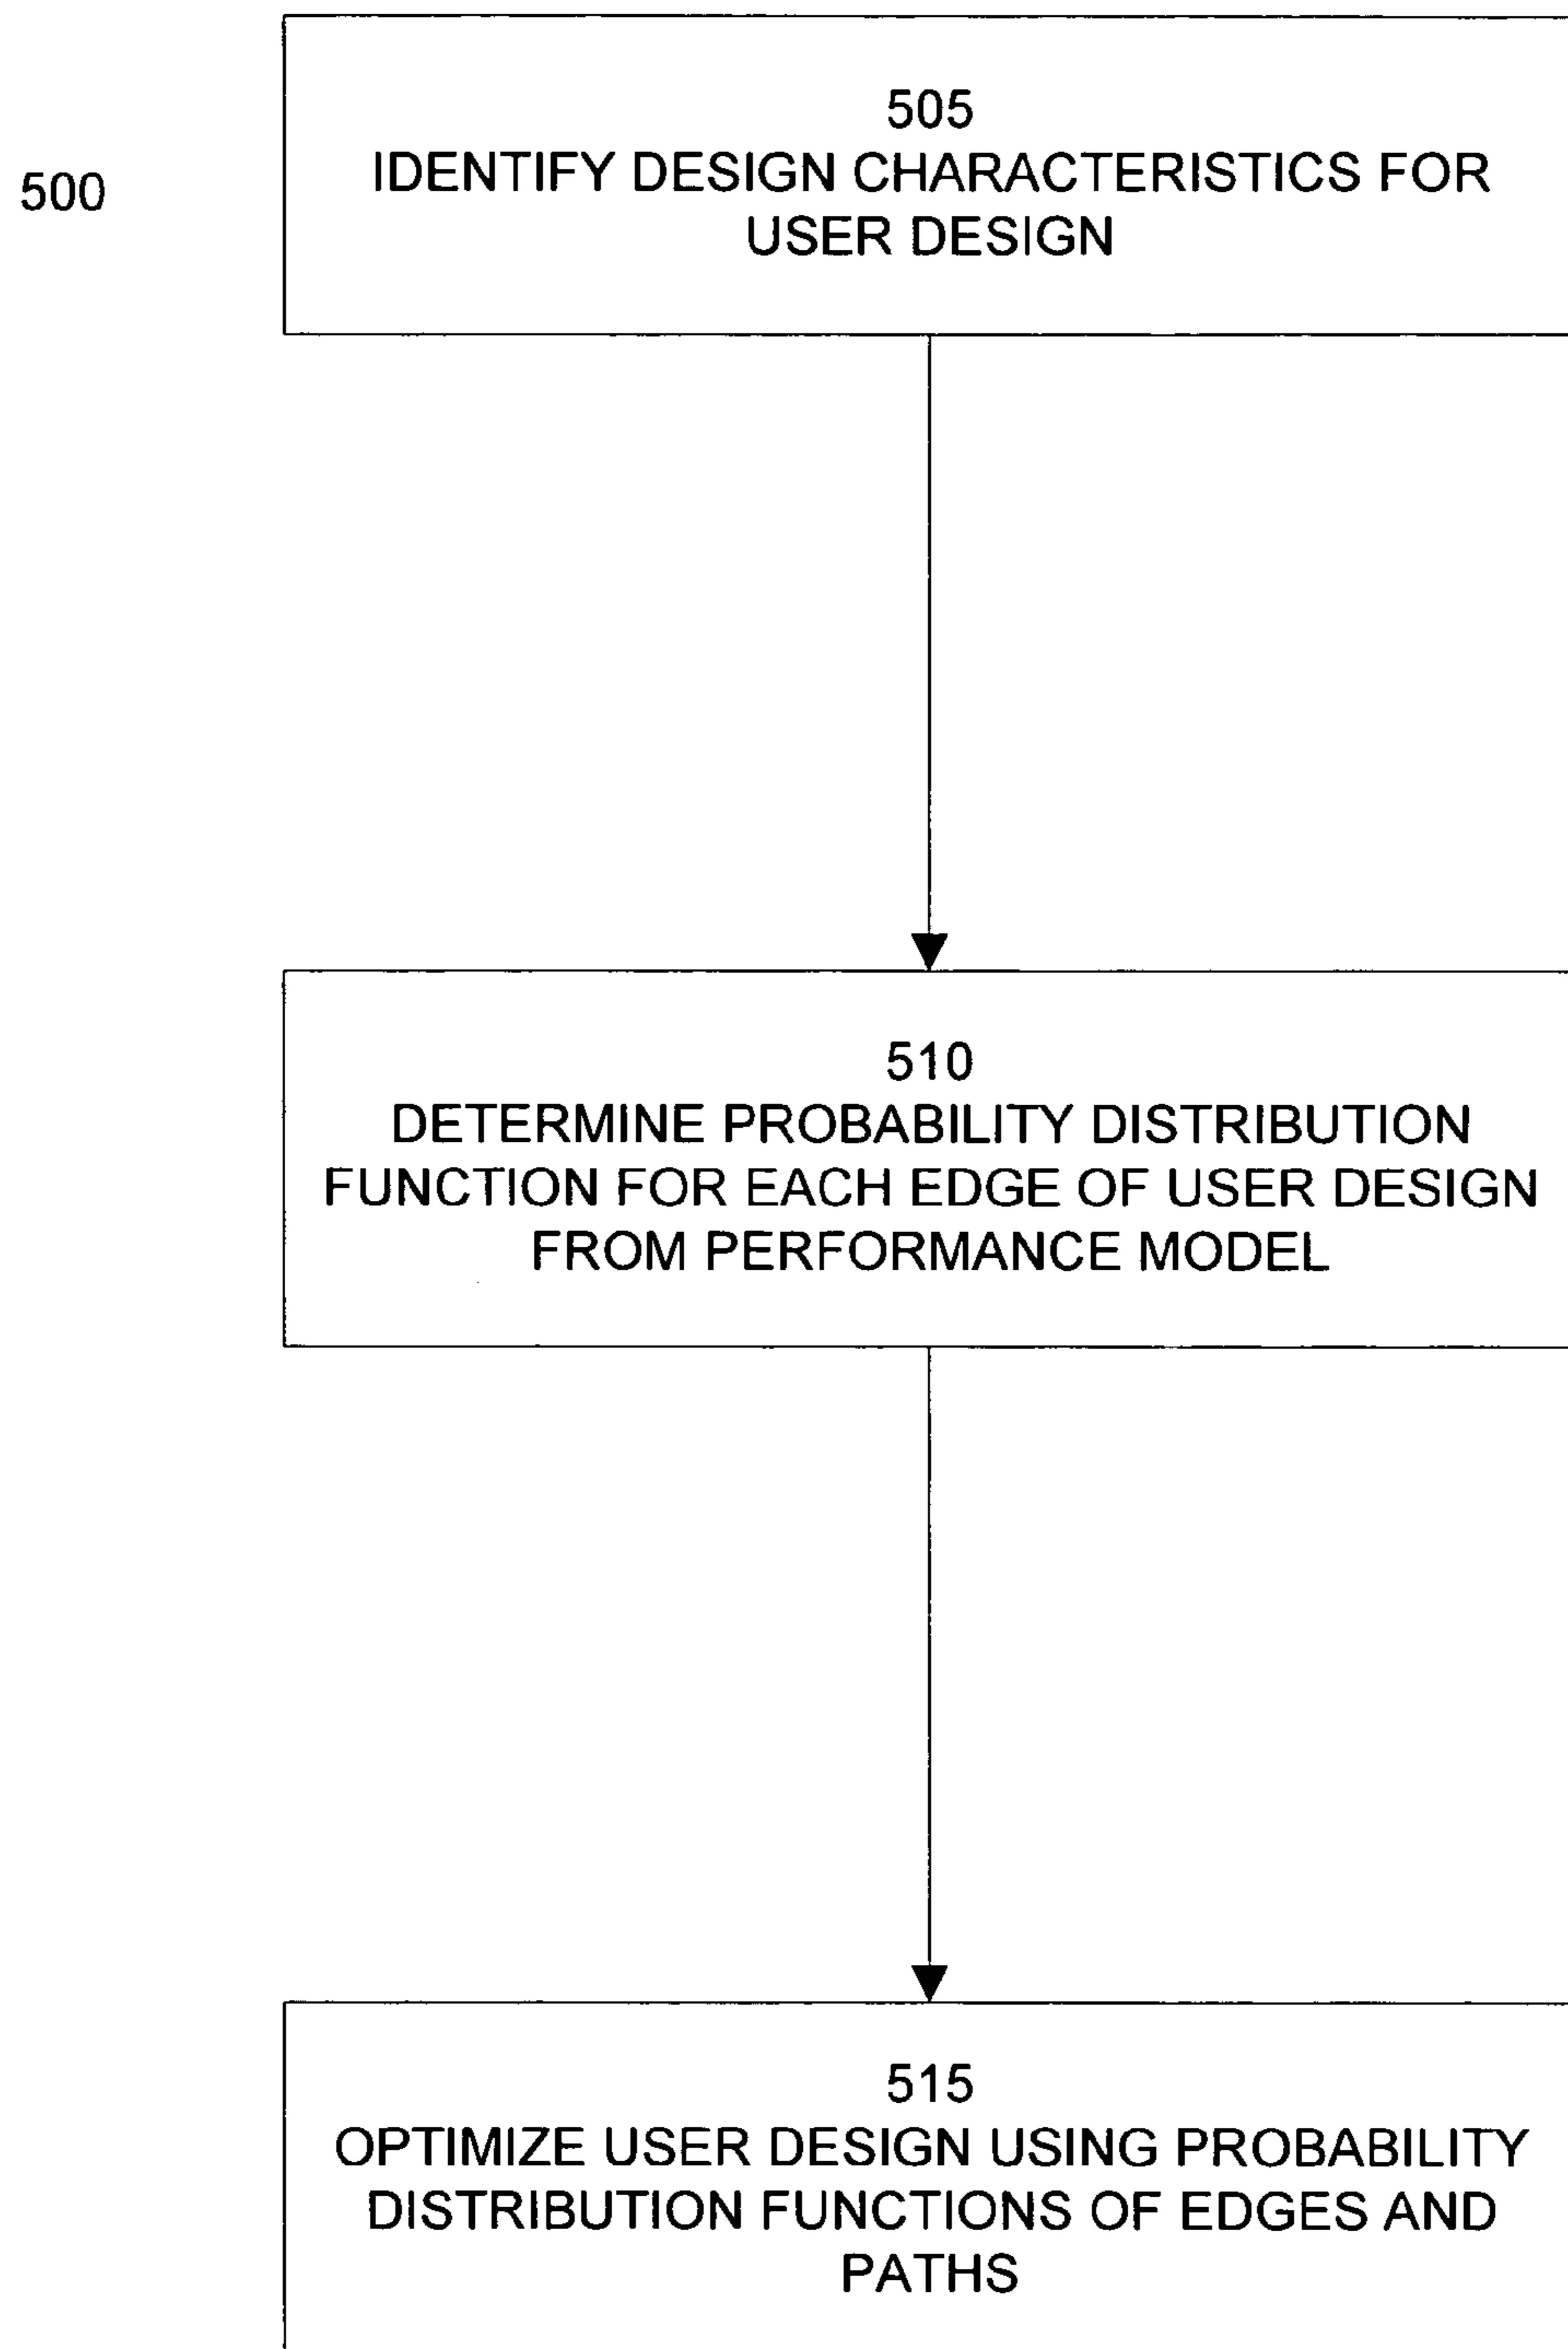 500
505
IDENTIFY DESIGN CHARACTERISTICS FOR
USER DESIGN
510
DETERMINE PROBABILITY DISTRIBUTION
FUNCTION FOR EACH EDGE OF USER DESIGN
FROM PERFORMANCE MODEL
515
OPTIMIZE USER DESIGN USING PROBABILITY
DISTRIBUTION FUNCTIONS OF EDGES AND
PATHS